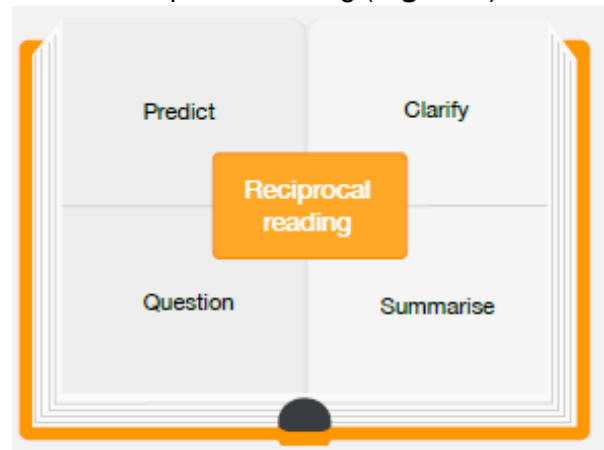 Predict
Clarify
Reciprocal
reading
Question
Summarise